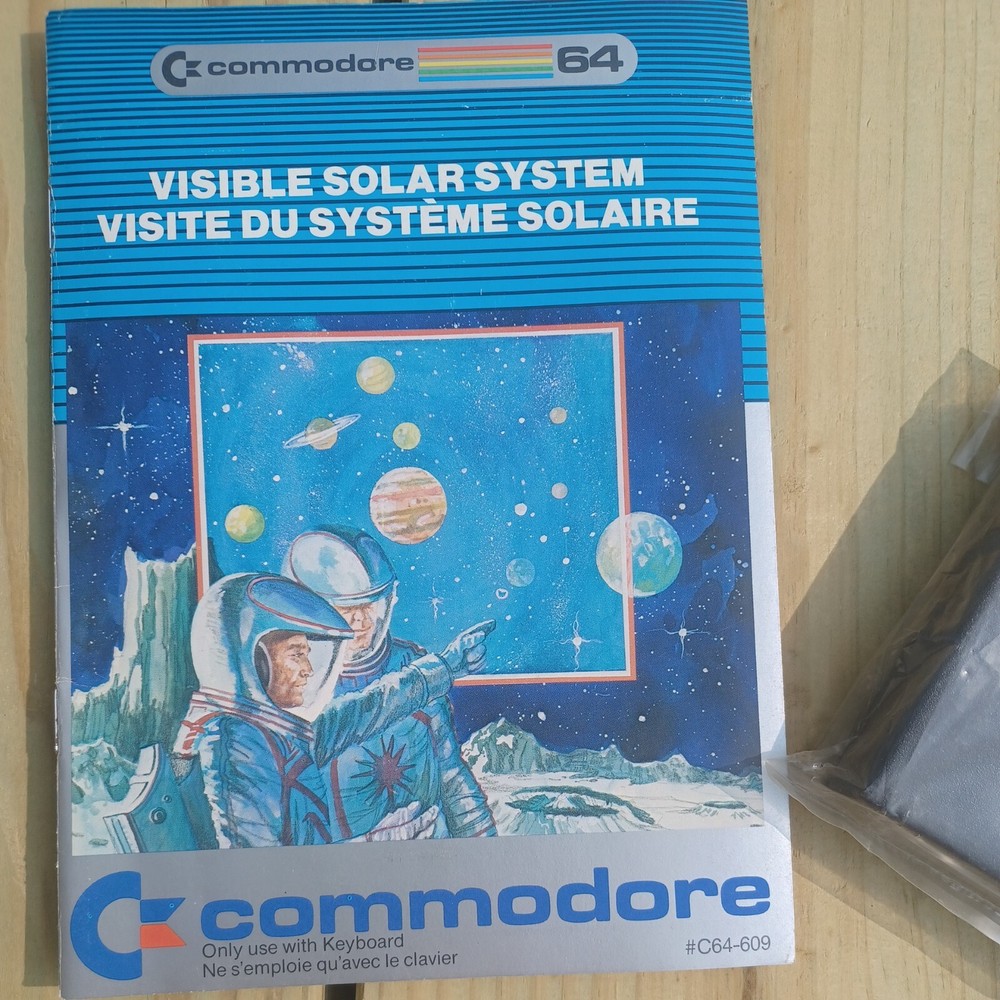 commodore 64
VISIBLE SOLAR SYSTEM
VISITE DU SYSTÈME SOLAIRE
commodore
Only use with Keyboard
Ne s'emploie qu'avec le clavier
#C64-609